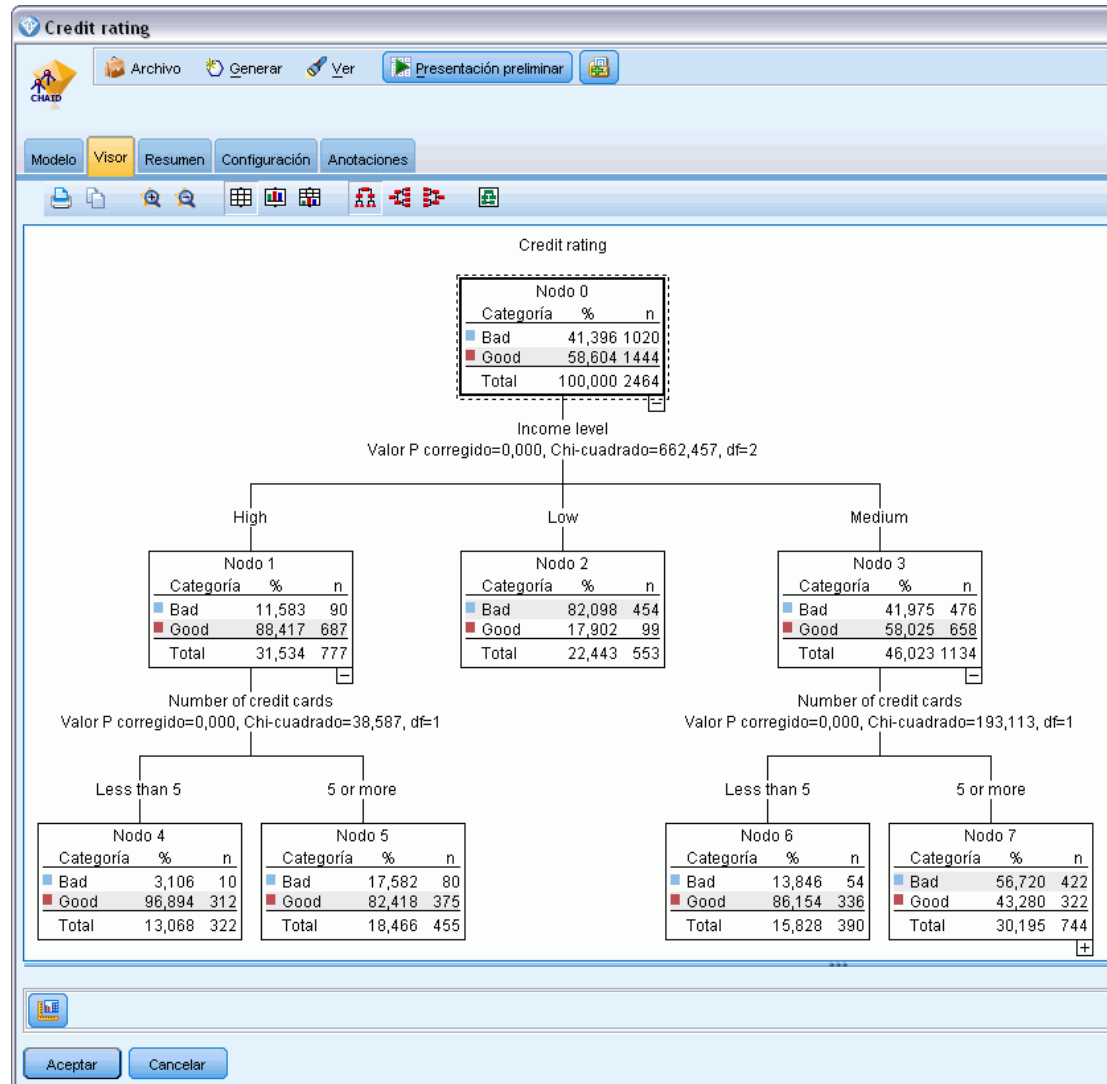 Credit rating
CHAID
Archivo Generar Ver Presentación preliminar
Modelo Visor Resumen Configuración Anotaciones
Credit rating
Nodo 0
Categoría % n
Bad 41,396 1020
Good 58,604 1444
Total 100,000 2464
Income level
Valor P corregido=0,000, Chi-cuadrado=662,457, df=2
High Low Medium
Nodo 1
Categoría % n
Bad 11,583 90
Good 88,417 687
Total 31,534 777
Nodo 2
Categoría % n
Bad 82,098 454
Good 17,902 99
Total 22,443 553
Nodo 3
Categoría % n
Bad 41,975 476
Good 58,025 658
Total 46,023 1134
Number of credit cards
Valor P corregido=0,000, Chi-cuadrado=38,587, df=1
Number of credit cards
Valor P corregido=0,000, Chi-cuadrado=193,113, df=1
Less than 5 5 or more Less than 5 5 or more
Nodo 4
Categoría % n
Bad 3,106 10
Good 96,894 312
Total 13,068 322
Nodo 5
Categoría % n
Bad 17,582 80
Good 82,418 375
Total 18,466 455
Nodo 6
Categoría % n
Bad 13,846 54
Good 86,154 336
Total 15,828 390
Nodo 7
Categoría % n
Bad 56,720 422
Good 43,280 322
Total 30,195 744
Aceptar Cancelar